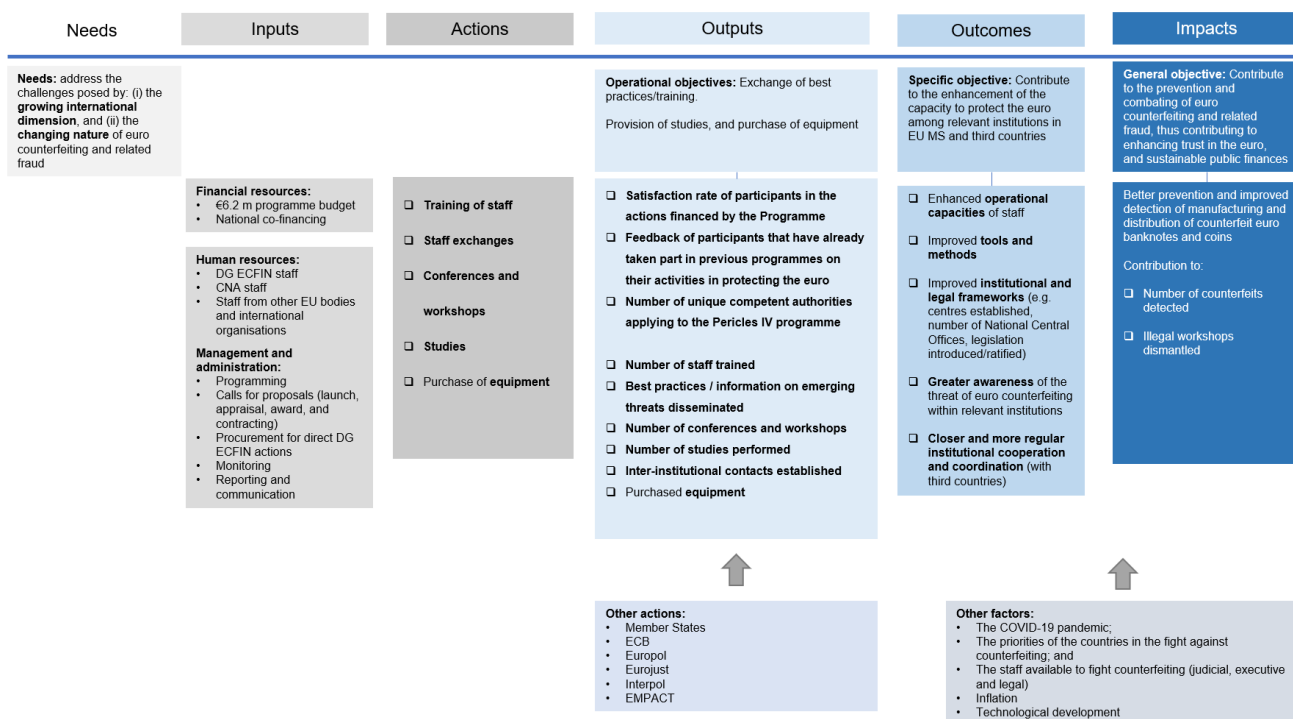 Needs
Inputs
Actions
Outputs
Outcomes
Impacts
Needs: address the
challenges posed by: (i) the
growing international
dimension, and (ii) the
changing nature of euro
counterfeiting and related
fraud
Financial resources:
• €6.2 m programme budget
• National co-financing
Human resources:
• DG ECFIN staff
• CNA staff
• Staff from other EU bodies
and international
organisations
Management and
administration:
• Programming
• Calls for proposals (launch,
appraisal, award, and
contracting)
• Procurement for direct DG
ECFIN actions
• Monitoring
• Reporting and
communication
❑ Training of staff
❑ Staff exchanges
❑ Conferences and
workshops
❑ Studies
❑ Purchase of equipment
Operational objectives: Exchange of best
practices/training.
Provision of studies, and purchase of equipment
❑ Satisfaction rate of participants in the
actions financed by the Programme
❑ Feedback of participants that have already
taken part in previous programmes on
their activities in protecting the euro
❑ Number of unique competent authorities
applying to the Pericles IV programme
❑ Number of staff trained
❑ Best practices / information on emerging
threats disseminated
❑ Number of conferences and workshops
❑ Number of studies performed
❑ Inter-institutional contacts established
❑ Purchased equipment
Specific objective: Contribute
to the enhancement of the
capacity to protect the euro
among relevant institutions in
EU MS and third countries
❑ Enhanced operational
capacities of staff
❑ Improved tools and
methods
❑ Improved institutional and
legal frameworks (e.g.
centres established,
number of National Central
Offices, legislation
introduced/ratified)
❑ Greater awareness of the
threat of euro counterfeiting
within relevant institutions
❑ Closer and more regular
institutional cooperation
and coordination (with
third countries)
General objective: Contribute
to the prevention and
combating of euro
counterfeiting and related
fraud, thus contributing to
enhancing trust in the euro,
and sustainable public finances
Better prevention and improved
detection of manufacturing and
distribution of counterfeit euro
banknotes and coins
Contribution to:
❑ Number of counterfeits
detected
❑ Illegal workshops
dismantled
Other actions:
• Member States
• ECB
• Europol
• Eurojust
• Interpol
• EMPACT
Other factors:
• The COVID-19 pandemic;
• The priorities of the countries in the fight against
counterfeiting; and
• The staff available to fight counterfeiting (judicial, executive
and legal)
• Inflation
• Technological development